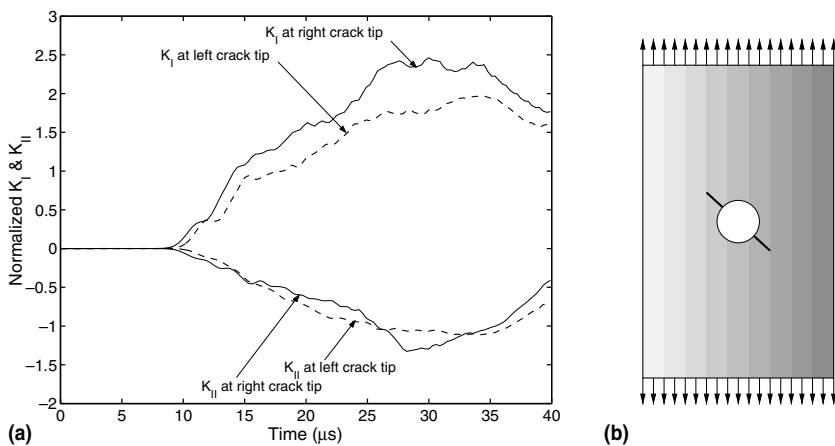 3
2.5
2
1.5
1
0.5
0
−0.5
−1
−1.5
−2
Normalized K_I & K_II
K_I at right crack tip
K_I at left crack tip
K_II at left crack tip
K_II at right crack tip
0 5 10 15 20 25 30 35 40
Time (μs)
(a)
(b)